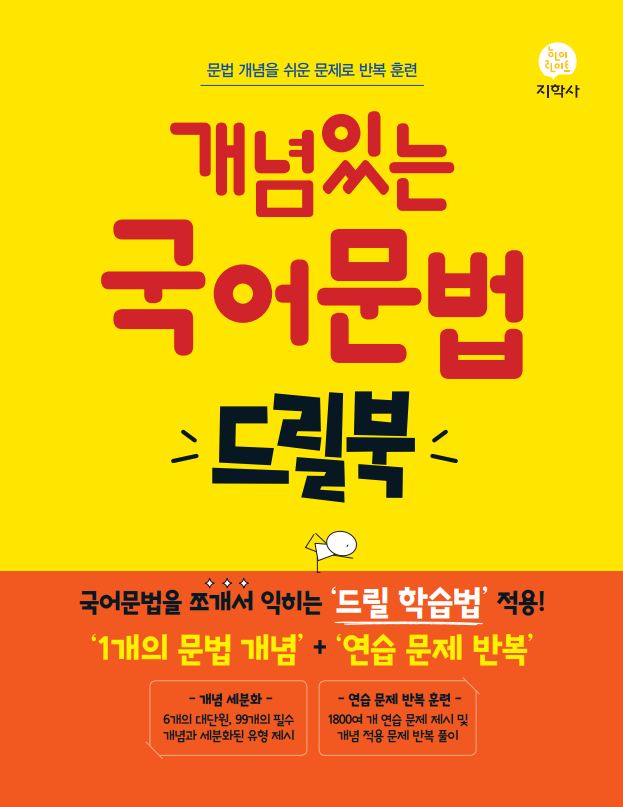 문법 개념을 쉬운 문제로 반복 훈련
하이라이트
지학사
개념있는
국어문법
드릴북
국어문법을 쪼개서 익히는 ‘드릴 학습법’ 적용!
‘1개의 문법 개념’ + ‘연습 문제 반복’
- 개념 세분화 -
6개의 대단원, 99개의 필수
개념과 세분화된 유형 제시
- 연습 문제 반복 훈련 -
1800여 개 연습 문제 제시 및
개념 적용 문제 반복 풀이